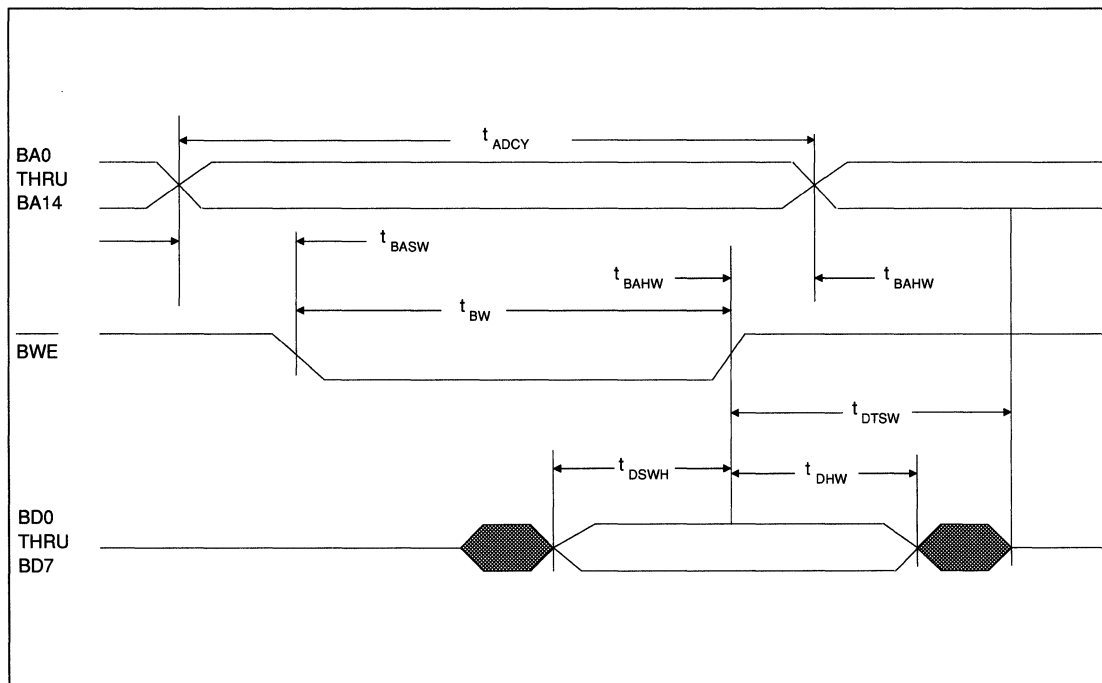 t ADCY
BA0
THRU
BA14
t BASW
t BAHW
t BAHW
t BW
BWE
t DTSW
t DSWH
t DHW
BD0
THRU
BD7